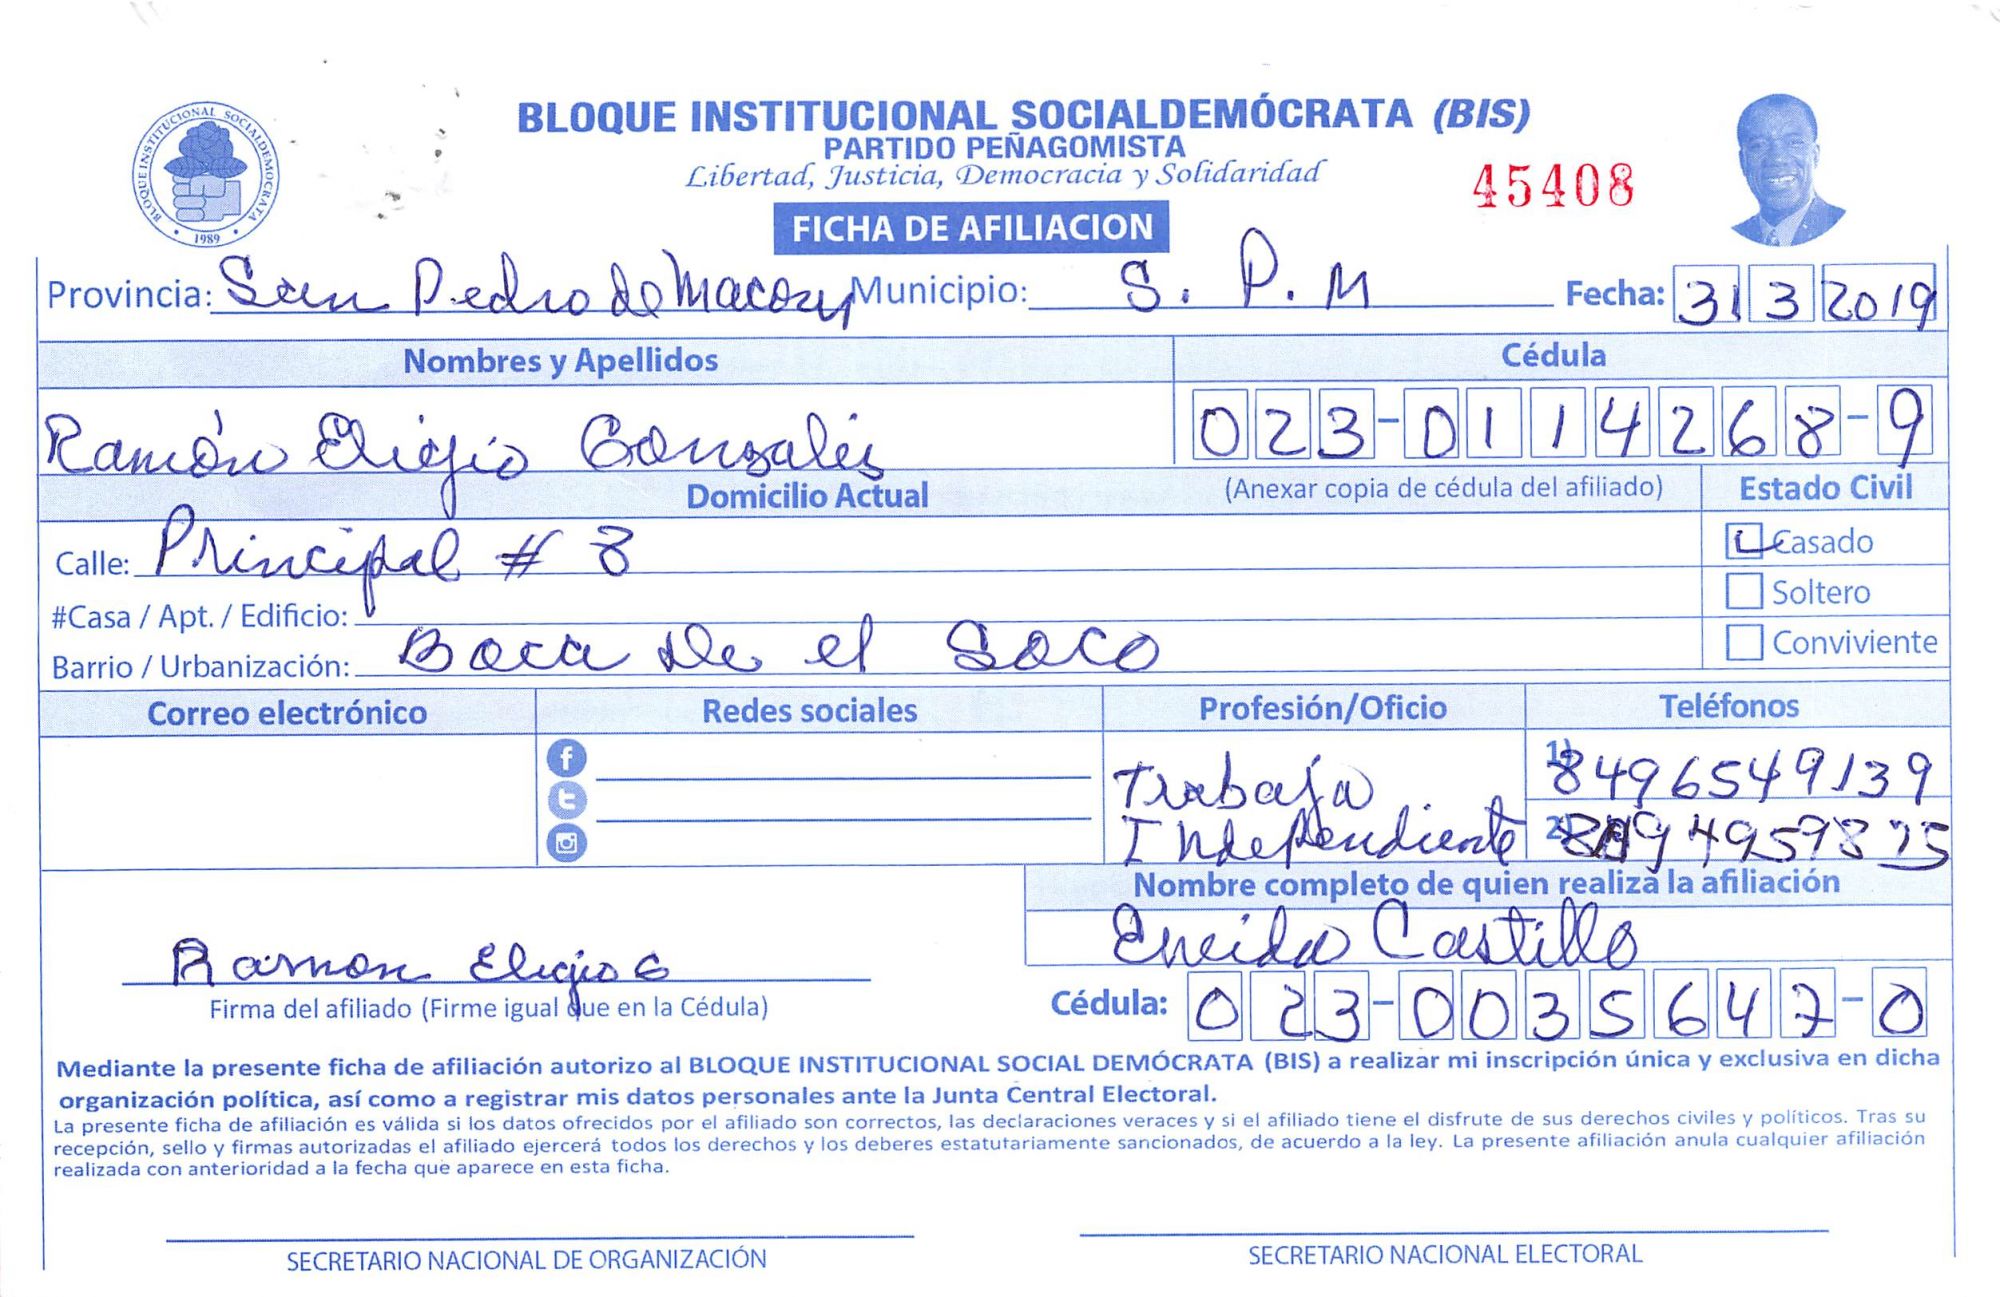 BLOQUE INSTITUCIONAL SOCIALDEMÓCRATA (BIS)
PARTIDO PEÑAGOMISTA
Libertad, Justicia, Democracia y Solidaridad
45408
BLOQUE INSTITUCIONAL SOCIALDEMOCRATA
1989
FICHA DE AFILIACION
Provincia: San Pedro de Macoris Municipio: S. P. M Fecha: 31 3 2019
Nombres y Apellidos Cédula
Ramón Eligio Gonzales 023-0114268-9
Domicilio Actual (Anexar copia de cédula del afiliado) Estado Civil
Calle: Principal # 8 Casado
#Casa / Apt. / Edificio: Soltero
Barrio / Urbanización: Boca De el Soco Conviviente
Correo electrónico Redes sociales Profesión/Oficio Teléfonos
Trabaja 1) 8496549139
Independiente 2)
Nombre completo de quien realiza la afiliación
Eneida Castillo
Ramon Eligio G
Firma del afiliado (Firme igual que en la Cédula) Cédula: 023-0035647-0
Mediante la presente ficha de afiliación autorizo al BLOQUE INSTITUCIONAL SOCIAL DEMÓCRATA (BIS) a realizar mi inscripción única y exclusiva en dicha
organización política, así como a registrar mis datos personales ante la Junta Central Electoral.
La presente ficha de afiliación es válida si los datos ofrecidos por el afiliado son correctos, las declaraciones veraces y si el afiliado tiene el disfrute de sus derechos civiles y políticos. Tras su
recepción, sello y firmas autorizadas el afiliado ejercerá todos los derechos y los deberes estatutariamente sancionados, de acuerdo a la ley. La presente afiliación anula cualquier afiliación
realizada con anterioridad a la fecha que aparece en esta ficha.
SECRETARIO NACIONAL DE ORGANIZACIÓN SECRETARIO NACIONAL ELECTORAL